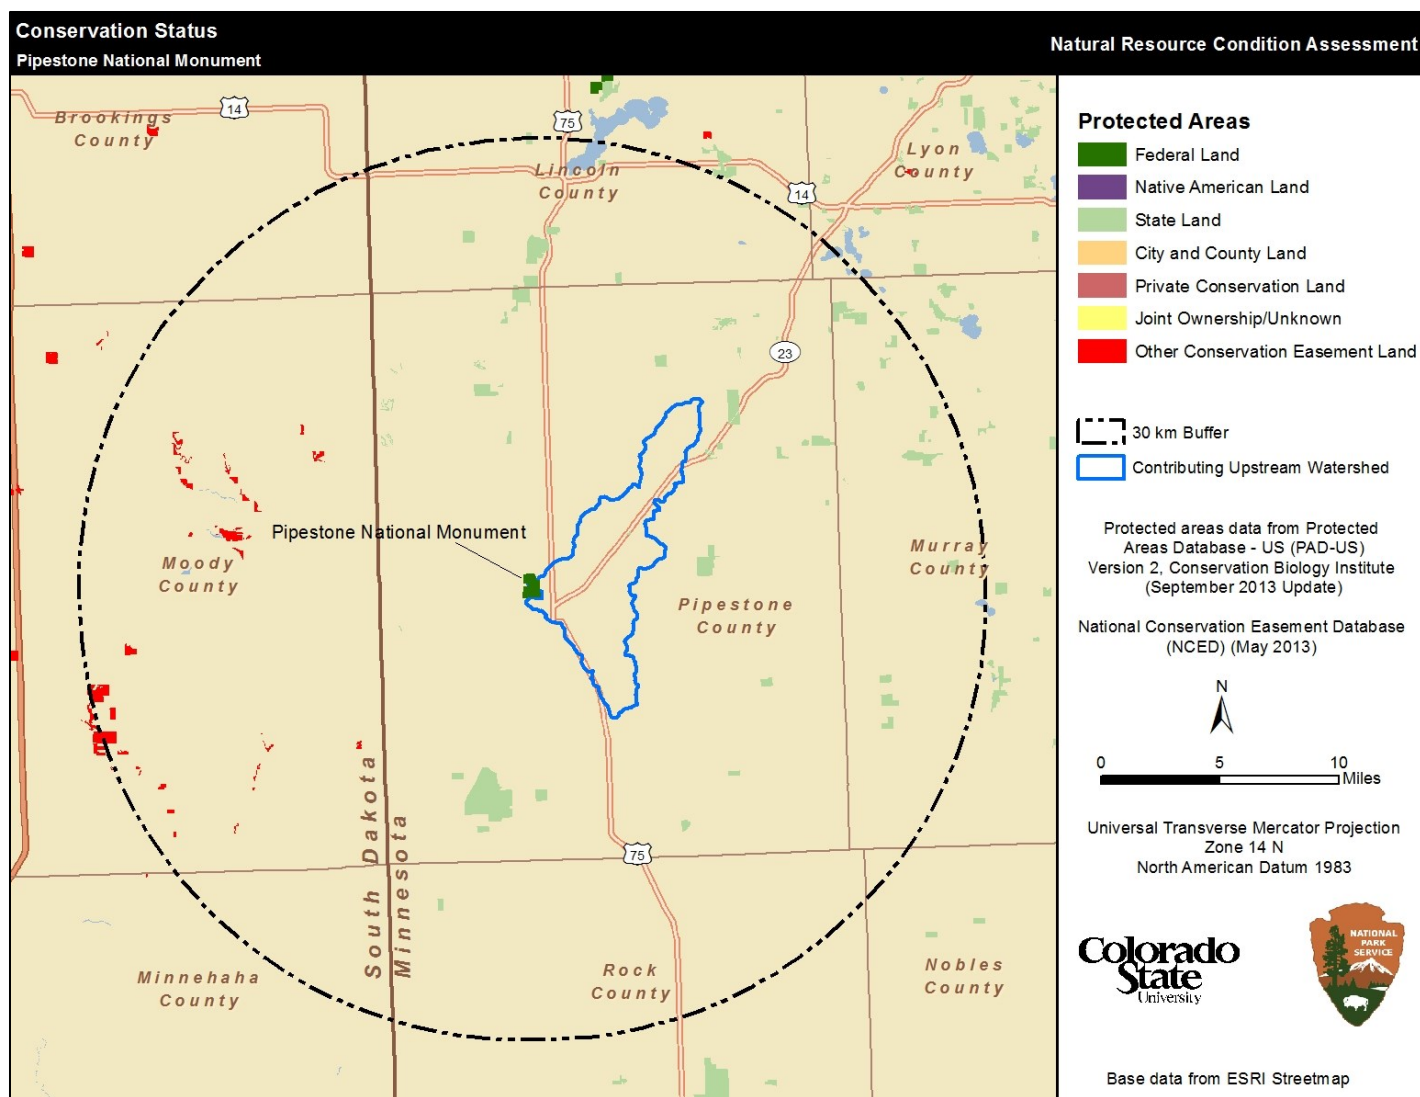 Conservation Status
Pipestone National Monument
Natural Resource Condition Assessment
Brookings
County
14
75
Lincoln
County
Lyon
County
14
23
Pipestone National Monument
Moody
County
Murray
County
Pipestone
County
South Dakota
Minnesota
75
Minnehaha
County
Rock
County
Nobles
County
Protected Areas
Federal Land
Native American Land
State Land
City and County Land
Private Conservation Land
Joint Ownership/Unknown
Other Conservation Easement Land
30 km Buffer
Contributing Upstream Watershed
Protected areas data from Protected
Areas Database - US (PAD-US)
Version 2, Conservation Biology Institute
(September 2013 Update)
National Conservation Easement Database
(NCED) (May 2013)
N
0 5 10
Miles
Universal Transverse Mercator Projection
Zone 14 N
North American Datum 1983
Colorado
State
University
NATIONAL
PARK
SERVICE
Base data from ESRI Streetmap